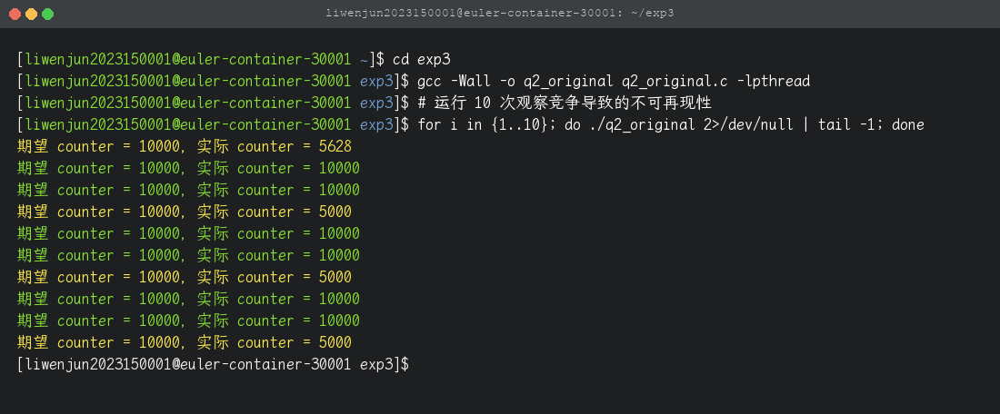 liwenjun2023150001@euler-container-30001: ~/exp3
[liwenjun2023150001@euler-container-30001 ~]$ cd exp3
[liwenjun2023150001@euler-container-30001 exp3]$ gcc -Wall -o q2_original q2_original.c -lpthread
[liwenjun2023150001@euler-container-30001 exp3]$ # 运行 10 次观察竞争导致的不可再现性
[liwenjun2023150001@euler-container-30001 exp3]$ for i in {1..10}; do ./q2_original 2>/dev/null | tail -1; done
期望 counter = 10000, 实际 counter = 5628
期望 counter = 10000, 实际 counter = 10000
期望 counter = 10000, 实际 counter = 10000
期望 counter = 10000, 实际 counter = 5000
期望 counter = 10000, 实际 counter = 10000
期望 counter = 10000, 实际 counter = 10000
期望 counter = 10000, 实际 counter = 5000
期望 counter = 10000, 实际 counter = 10000
期望 counter = 10000, 实际 counter = 10000
期望 counter = 10000, 实际 counter = 5000
[liwenjun2023150001@euler-container-30001 exp3]$